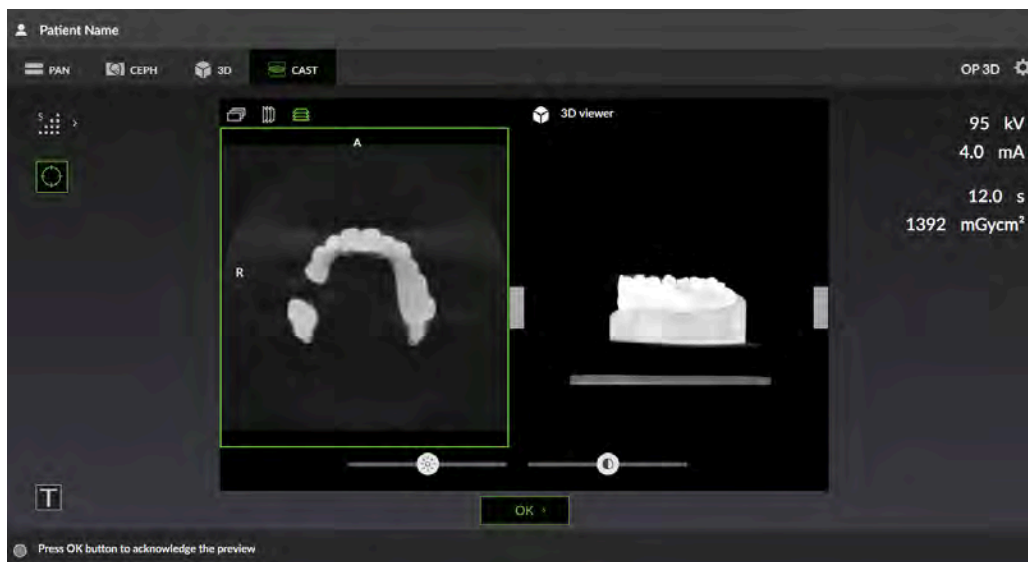 Patient Name
PAN CEPH 3D CAST OP 3D
S
3D viewer
A
R
95 kV
4.0 mA
12.0 s
1392 mGycm²
T
OK
Press OK button to acknowledge the preview